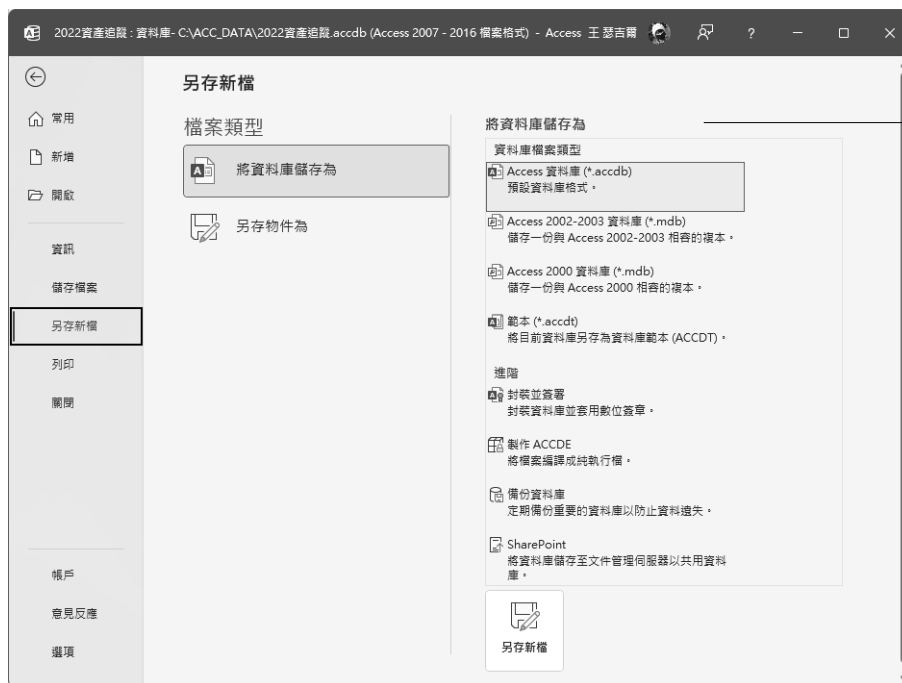 2022資產追蹤 : 資料庫- C:\ACC_DATA\2022資產追蹤.accdb (Access 2007 - 2016 檔案格式) - Access 王 瑟吉爾
?
常用
新增
開啟
資訊
儲存檔案
另存新檔
列印
關閉
帳戶
意見反應
選項
另存新檔
檔案類型
將資料庫儲存為
另存物件為
將資料庫儲存為
資料庫檔案類型
Access 資料庫 (*.accdb)
預設資料庫格式。
Access 2002-2003 資料庫 (*.mdb)
儲存一份與 Access 2002-2003 相容的複本。
Access 2000 資料庫 (*.mdb)
儲存一份與 Access 2000 相容的複本。
範本 (*.accdt)
將目前資料庫另存為資料庫範本 (ACCDT)。
進階
封裝並簽署
封裝資料庫並套用數位簽章。
製作 ACCDE
將檔案編譯成純執行檔。
備份資料庫
定期備份重要的資料庫以防止資料遺失。
SharePoint
將資料庫儲存至文件管理伺服器以共用資料
庫。
另存新檔